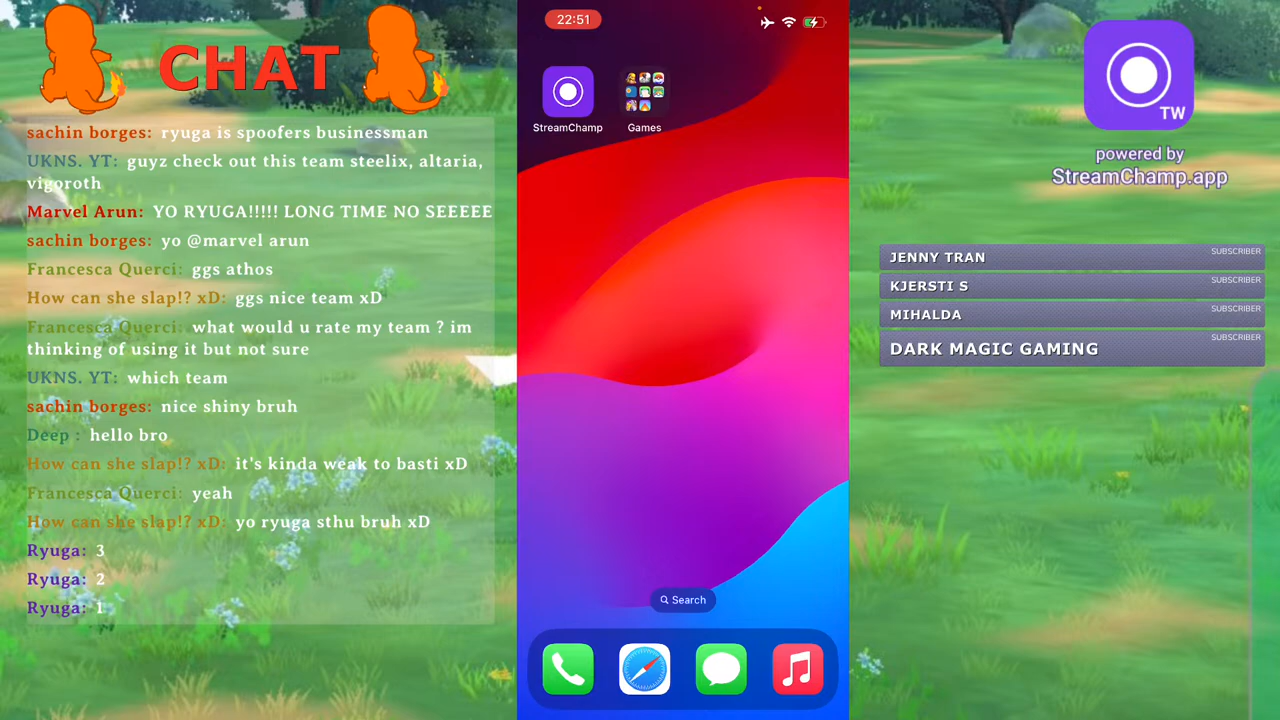 CHAT
sachin borges: ryuga is spoofers businessman
UKNS. YT: guyz check out this team steelix, altaria,
vigoroth
Marvel Arun: YO RYUGA!!!!! LONG TIME NO SEEEEE
sachin borges: yo @marvel arun
Francesca Querci: ggs athos
How can she slap!? xD: ggs nice team xD
Francesca Querci: what would u rate my team ? im
thinking of using it but not sure
UKNS. YT: which team
sachin borges: nice shiny bruh
Deep : hello bro
How can she slap!? xD: it's kinda weak to basti xD
Francesca Querci: yeah
How can she slap!? xD: yo ryuga sthu bruh xD
Ryuga: 3
Ryuga: 2
Ryuga: 1
22:51
StreamChamp
Games
Search
TW
powered by
StreamChamp.app
JENNY TRAN SUBSCRIBER
KJERSTI S SUBSCRIBER
MIHALDA SUBSCRIBER
DARK MAGIC GAMING SUBSCRIBER